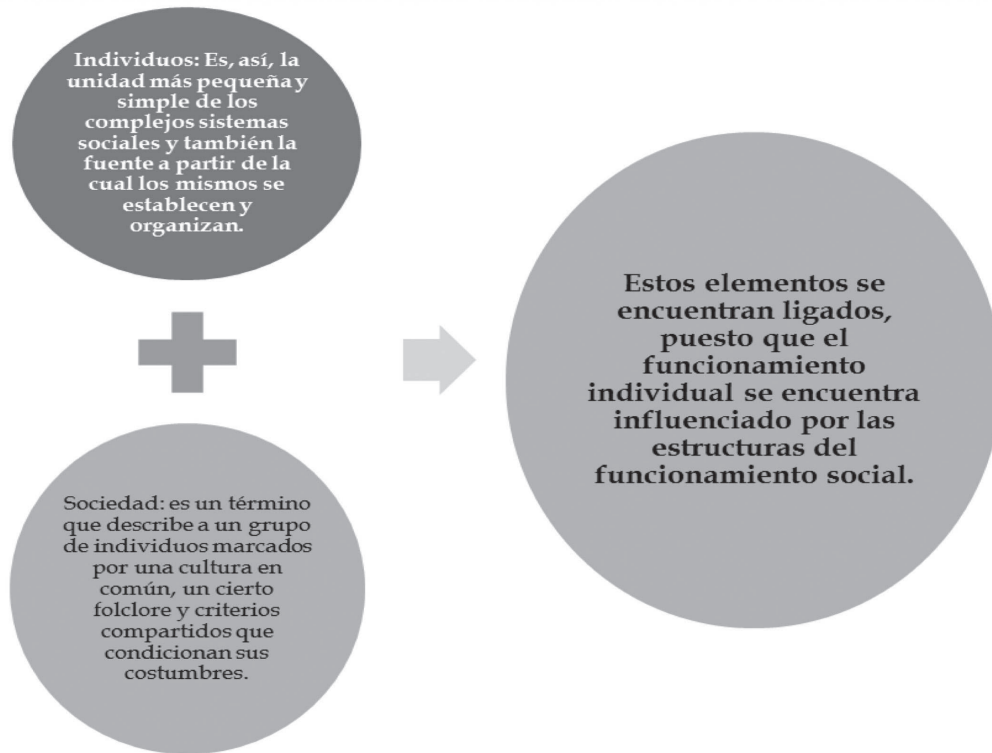 Individuos: Es, así, la
unidad más pequeña y
simple de los
complejos sistemas
sociales y también la
fuente a partir de la
cual los mismos se
establecen y
organizan.
Sociedad: es un término
que describe a un grupo
de individuos marcados
por una cultura en
común, un cierto
folclore y criterios
compartidos que
condicionan sus
costumbres.
Estos elementos se
encuentran ligados,
puesto que el
funcionamiento
individual se encuentra
influenciado por las
estructuras del
funcionamiento social.